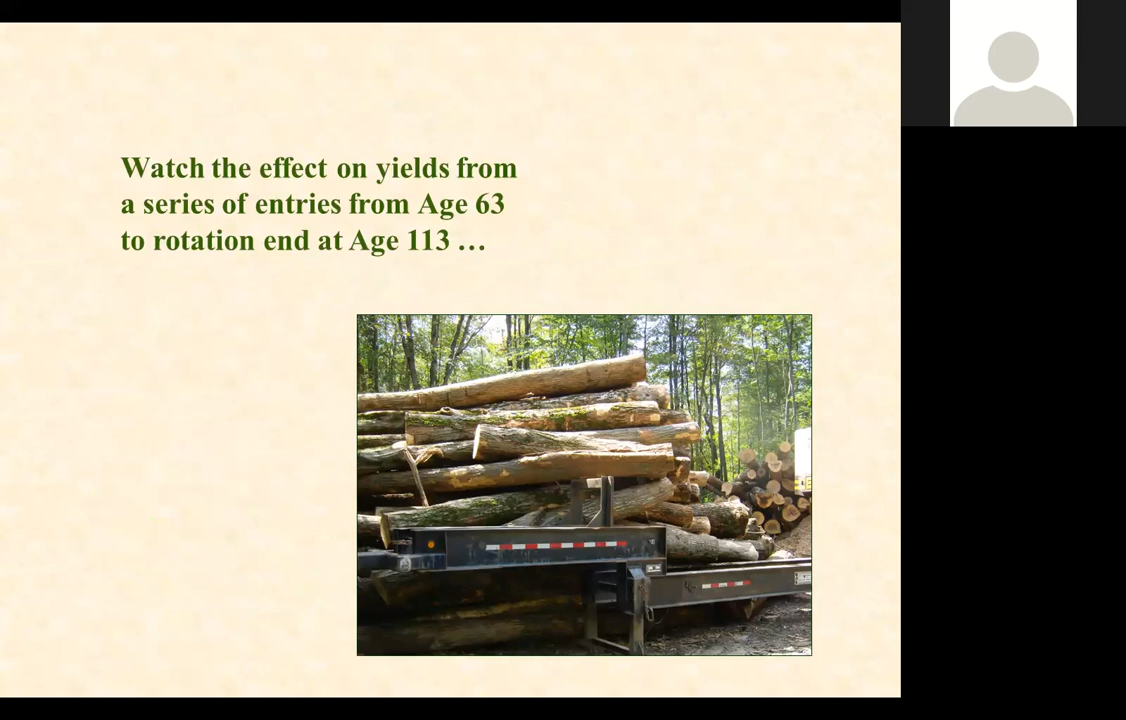 Watch the effect on yields from
a series of entries from Age 63
to rotation end at Age 113 …